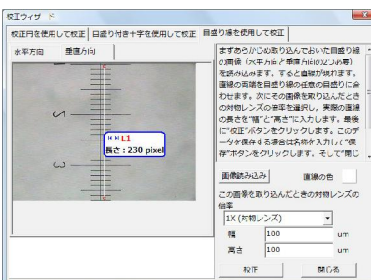 校正ウィザ
校正円を使用して校正 目盛り付き十字を使用して校正 目盛り線を使用して校正
水平方向 垂直方向
L1
長さ : 230 pixel
まずあらかじめ取り込んでおいた目盛り線
の画像（水平方向と垂直方向の2つ必要）
を読み込みます、すると直線が現れます。
直線の両端を目盛り線の任意の目盛りに合
わせます。次にその画像を取り込んだとき
の対物レンズの倍率を選択し、実際の直線
の長さを"幅"と"高さ"に入力します。最後
に"校正"ボタンをクリックします。このデ
ータを保存する場合は名称を入力して"保
存"ボタンをクリックします。そして"閉じ
画像読み込み 直線の色
この画像を取り込んだときの対物レンズの
倍率
1X (対物レンズ)
幅 100 um
高さ 100 um
校正 閉じる